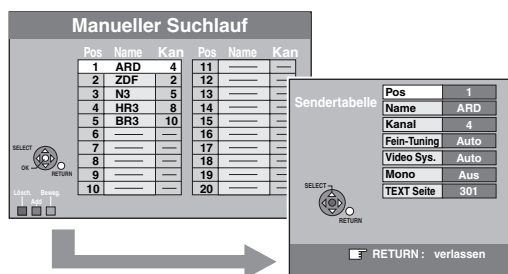 Manueller Suchlauf
Pos Name Kan Pos Name Kan
1 ARD 4 11
2 ZDF 2 12
3 N3 5 13
4 HR3 8 14
5 BR3 10 15
6 16
7 17
8 18
9 19
10 20
SELECT
OK
RETURN
Lösch. Beweg.
Add
Sendertabelle
Pos 1
Name ARD
Kanal 4
Fein-Tuning Auto
Video Sys. Auto
Mono Aus
TEXT Seite 301
SELECT
RETURN
RETURN : verlassen